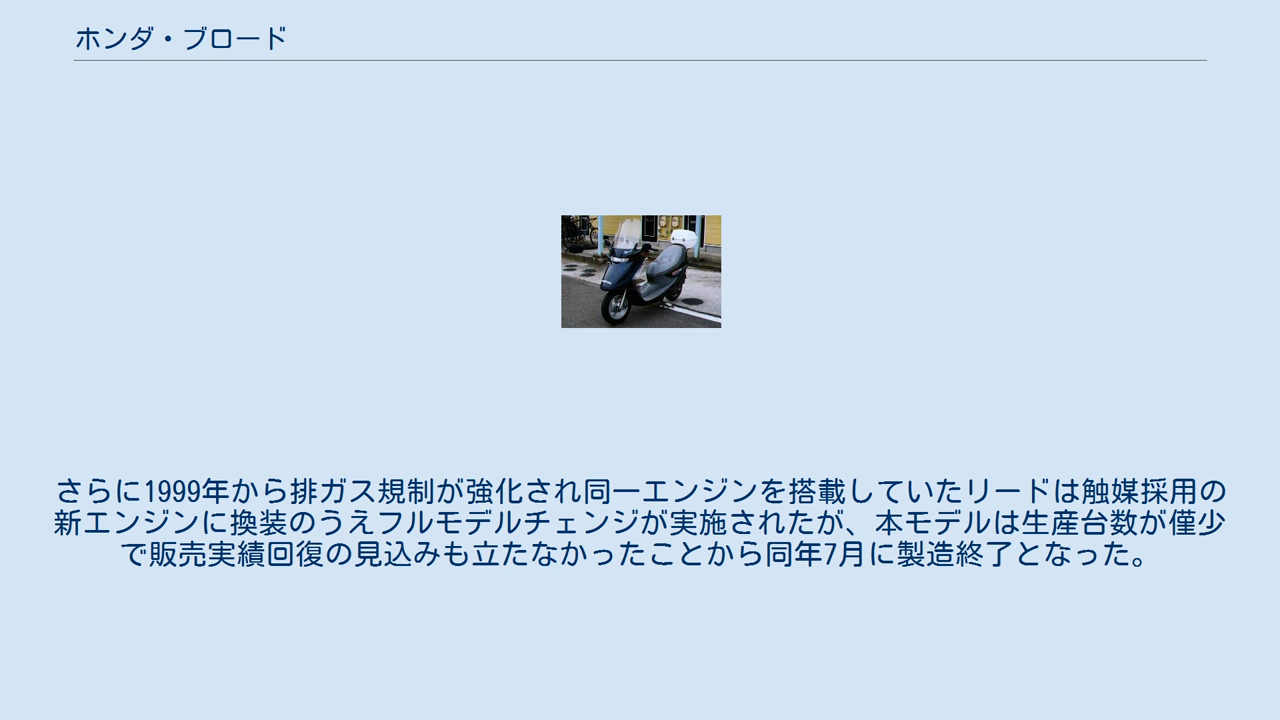 ホンダ・ブロード
さらに1999年から排ガス規制が強化され同一エンジンを搭載していたリードは触媒採用の
新エンジンに換装のうえフルモデルチェンジが実施されたが、本モデルは生産台数が僅少
で販売実績回復の見込みも立たなかったことから同年7月に製造終了となった。